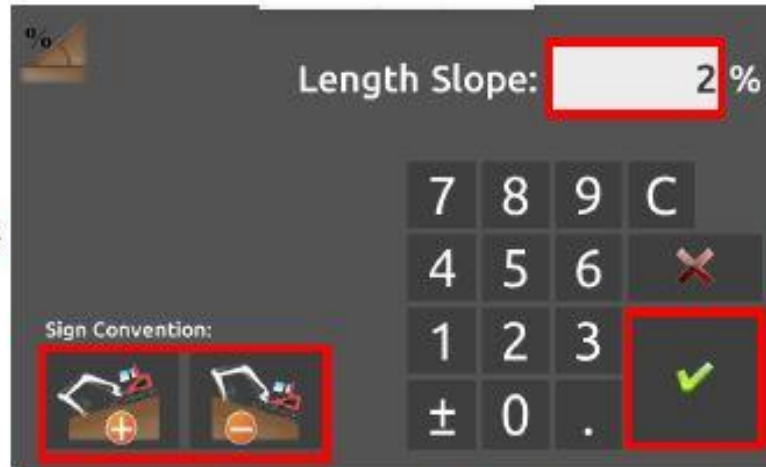 %
Length Slope: 2 %
7 8 9 C
4 5 6
Sign Convention:
1 2 3
± 0 .